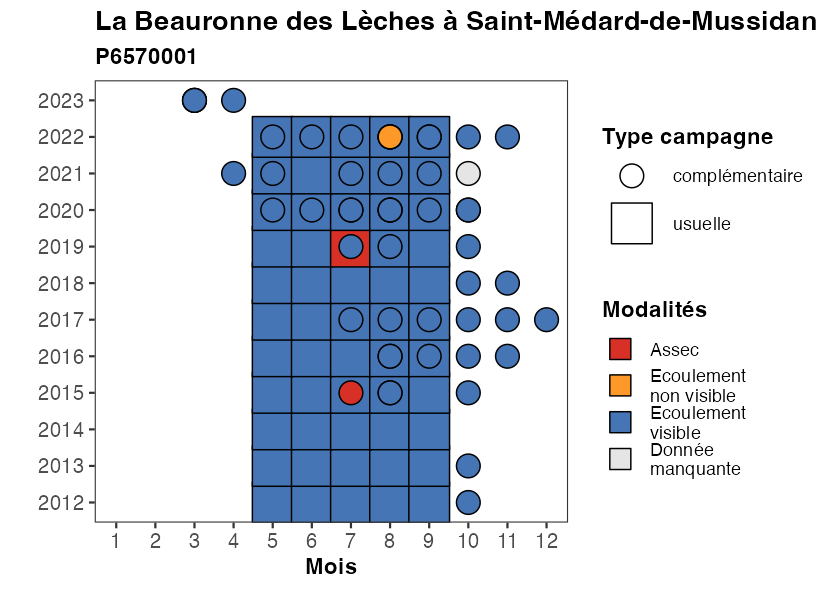 La Beauronne des Lèches à Saint-Médard-de-Mussidan
P6570001
2023
2022
2021
2020
2019
2018
2017
2016
2015
2014
2013
2012
1 2 3 4 5 6 7 8 9 10 11 12
Mois
Type campagne
complémentaire
usuelle
Modalités
Assec
Ecoulement
non visible
Ecoulement
visible
Donnée
manquante